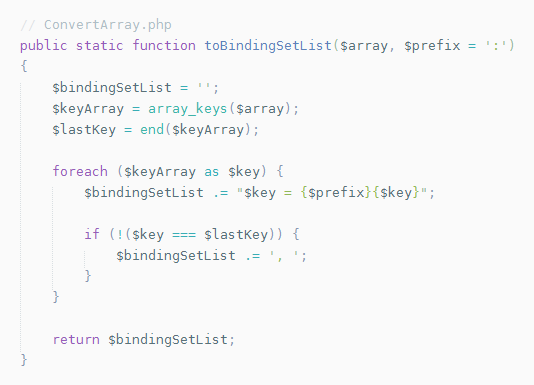 // ConvertArray.php
public static function toBindingSetList($array, $prefix = ':')
{
    $bindingSetList = '';
    $keyArray = array_keys($array);
    $lastKey = end($keyArray);

    foreach ($keyArray as $key) {
        $bindingSetList .= "$key = {$prefix}{$key}";

        if (!($key === $lastKey)) {
            $bindingSetList .= ', ';
        }
    }

    return $bindingSetList;
}